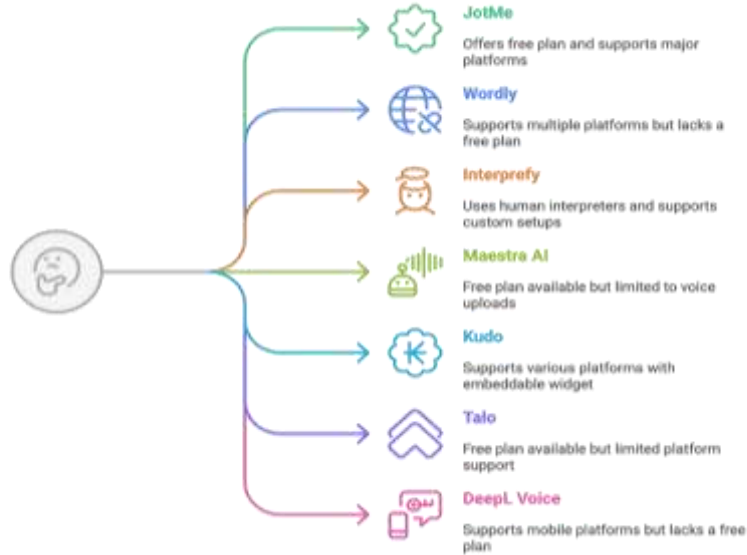 JotMe
Offers free plan and supports major
platforms
Wordly
Supports multiple platforms but lacks a
free plan
Interprefy
Uses human interpreters and supports
custom setups
Maestra AI
Free plan available but limited to voice
uploads
Kudo
Supports various platforms with
embeddable widget
Talo
Free plan available but limited platform
support
DeepL Voice
Supports mobile platforms but lacks a free
plan